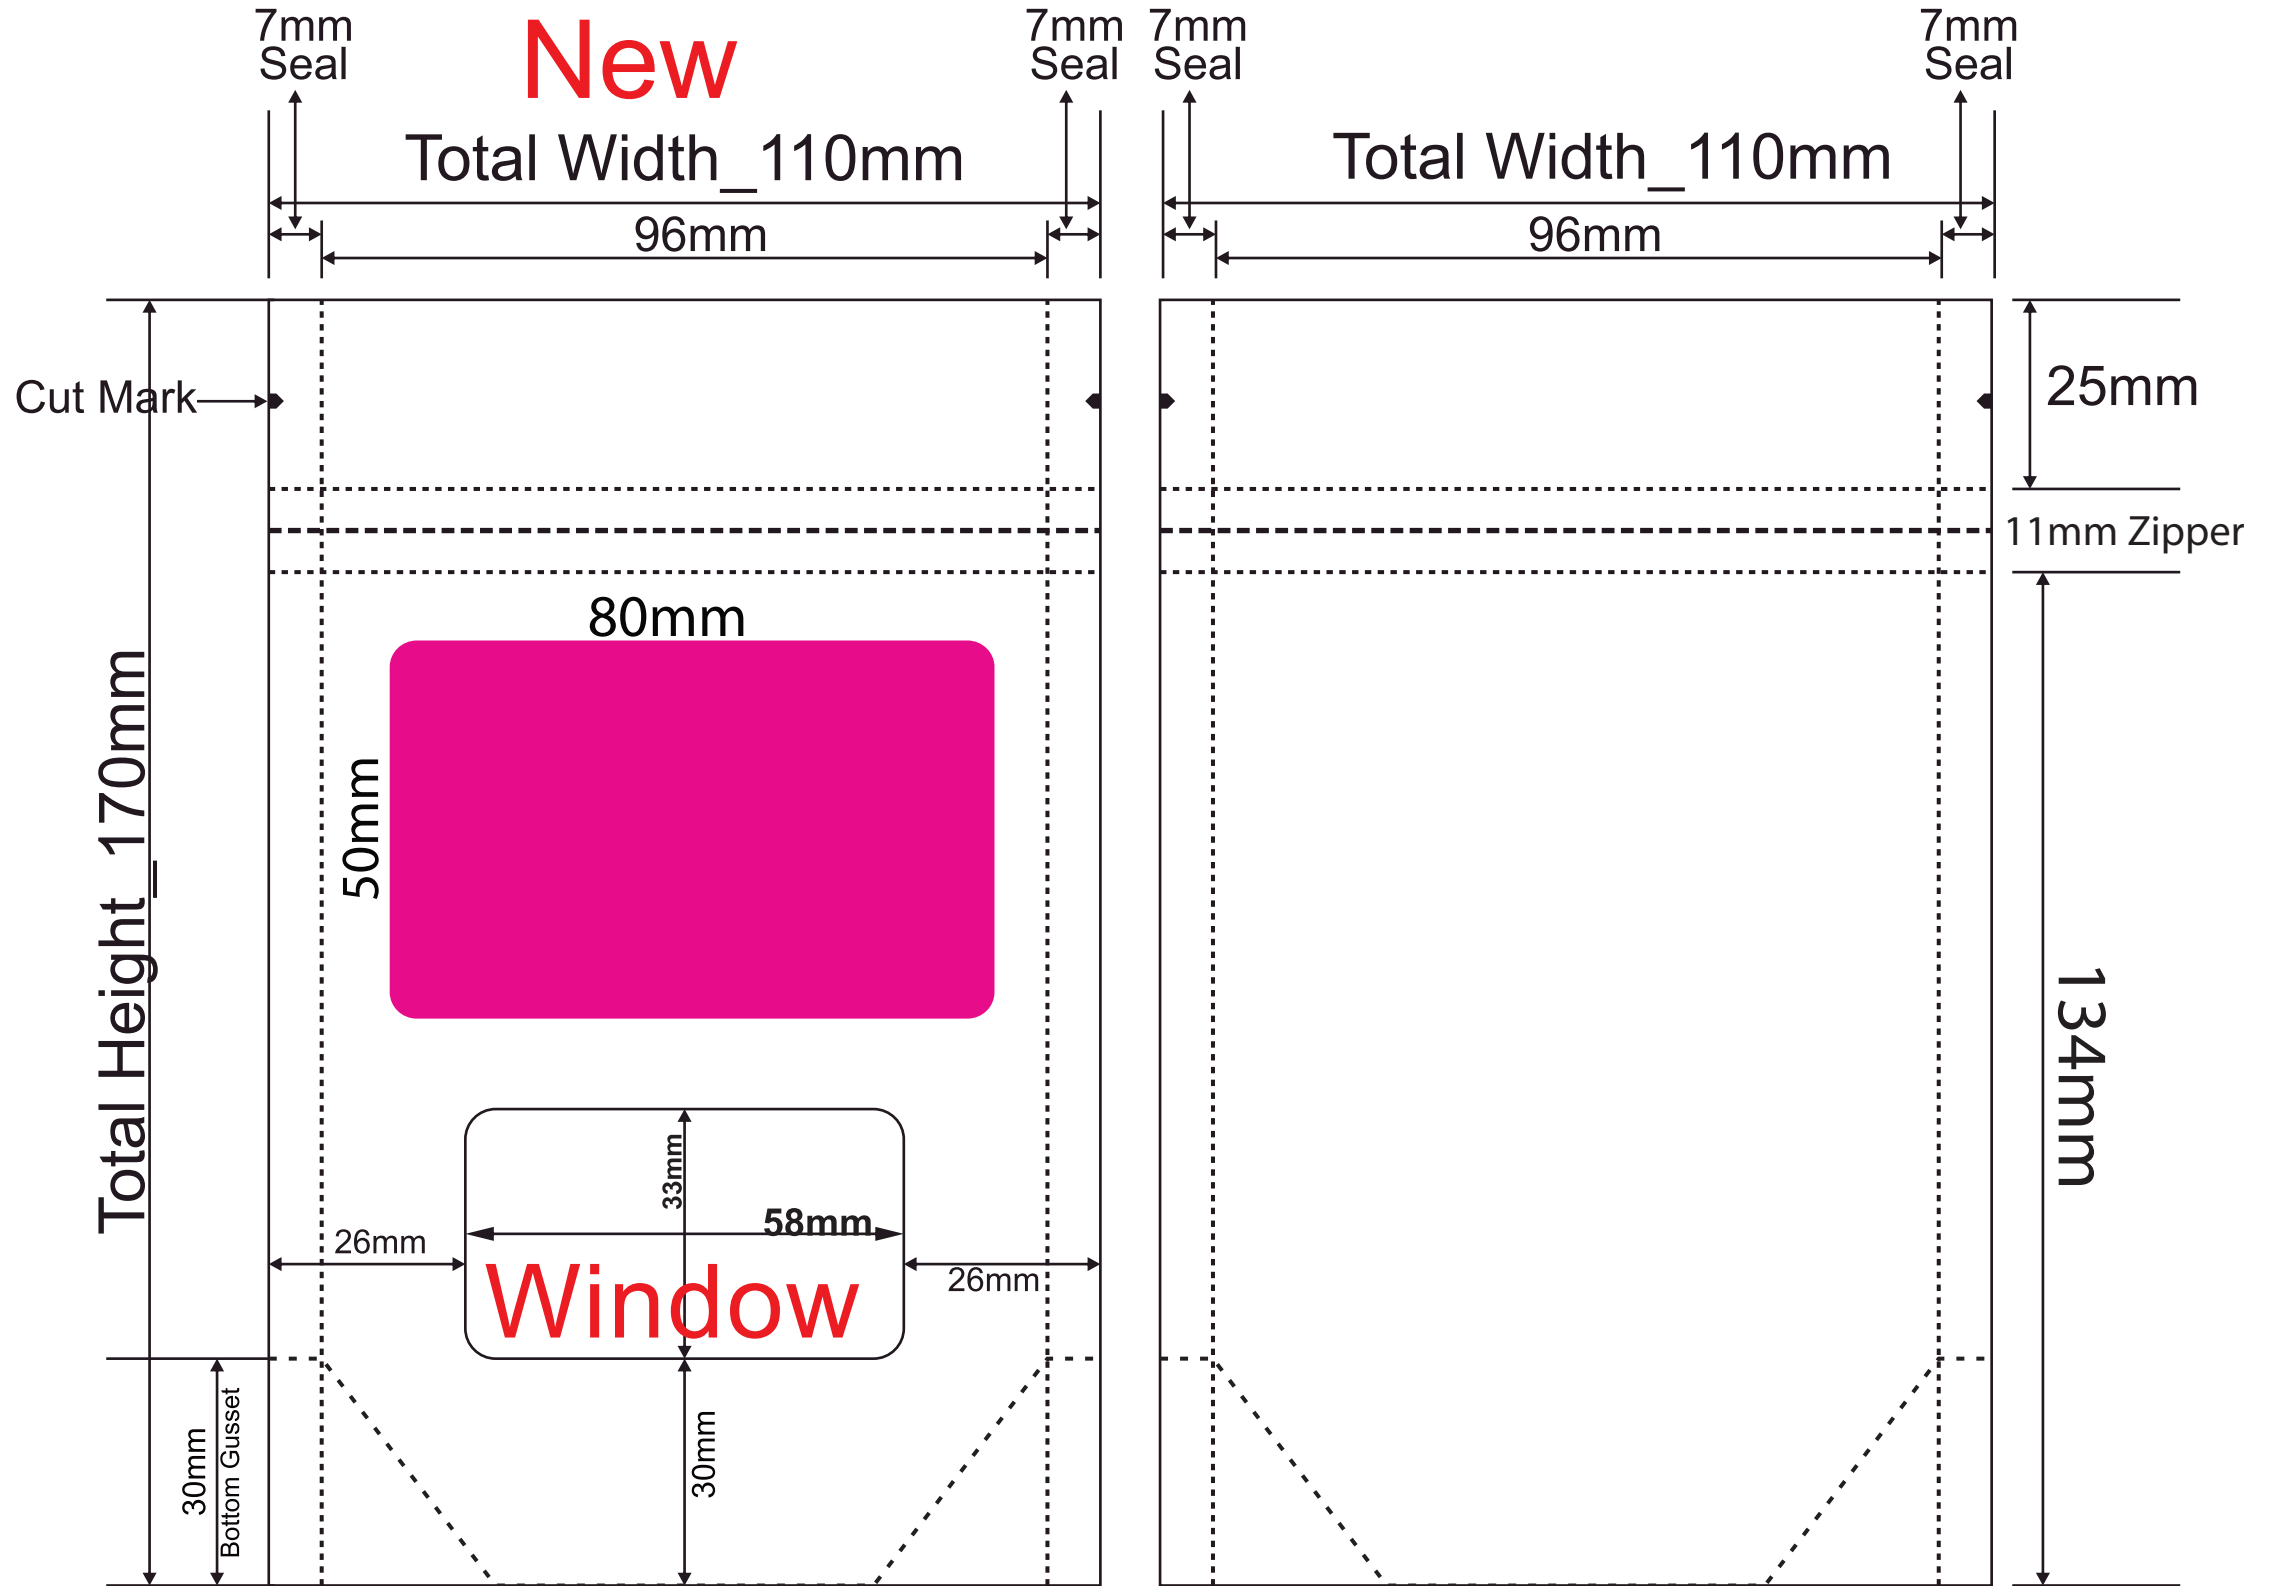 7mm
Seal
New
7mm
Seal
7mm
Seal
7mm
Seal
Total Width_110mm
Total Width_110mm
96mm
96mm
Cut Mark
25mm
11mm Zipper
80mm
50mm
Total Height_170mm
134mm
33mm
58mm
26mm
26mm
Window
30mm
Bottom Gusset
30mm